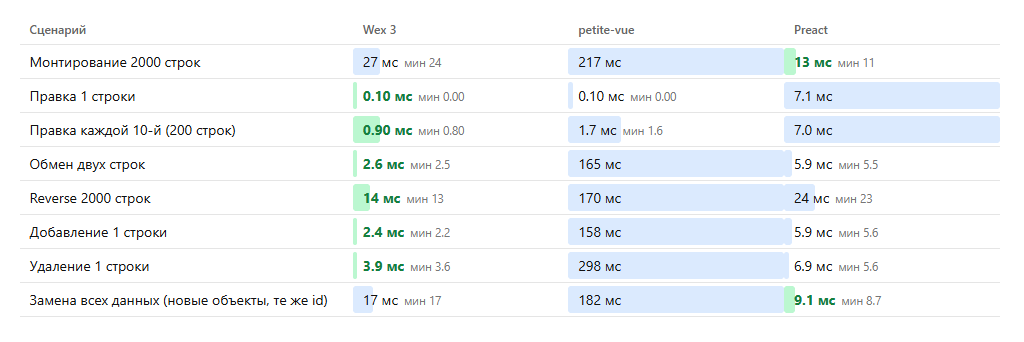 Сценарий Wex 3 petite-vue Preact
Монтирование 2000 строк 27 мс мин 24 217 мс 13 мс мин 11
Правка 1 строки 0.10 мс мин 0.00 0.10 мс мин 0.00 7.1 мс
Правка каждой 10-й (200 строк) 0.90 мс мин 0.80 1.7 мс мин 1.6 7.0 мс
Обмен двух строк 2.6 мс мин 2.5 165 мс 5.9 мс мин 5.5
Reverse 2000 строк 14 мс мин 13 170 мс 24 мс мин 23
Добавление 1 строки 2.4 мс мин 2.2 158 мс 5.9 мс мин 5.6
Удаление 1 строки 3.9 мс мин 3.6 298 мс 6.9 мс мин 5.6
Замена всех данных (новые объекты, те же id) 17 мс мин 17 182 мс 9.1 мс мин 8.7